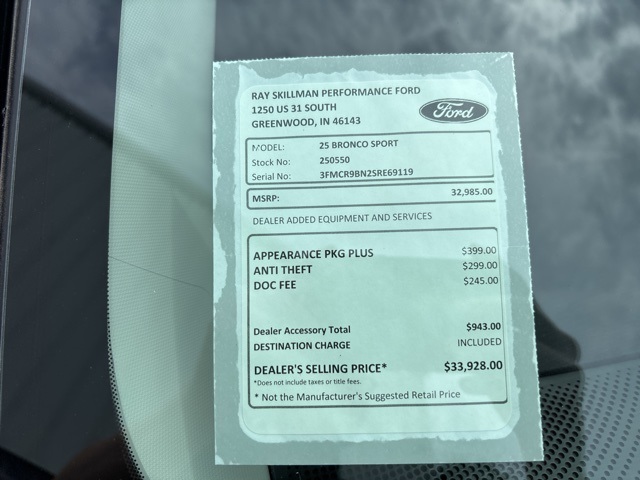 RAY SKILLMAN PERFORMANCE FORD
1250 US 31 SOUTH
GREENWOOD, IN 46143
Ford
MODEL: 25 BRONCO SPORT
Stock No: 250550
Serial No: 3FMCR9BN2SRE69119
MSRP: 32,985.00
DEALER ADDED EQUIPMENT AND SERVICES
APPEARANCE PKG PLUS $399.00
ANTI THEFT $299.00
DOC FEE $245.00
Dealer Accessory Total $943.00
DESTINATION CHARGE INCLUDED
DEALER'S SELLING PRICE* $33,928.00
*Does not include taxes or title fees.
* Not the Manufacturer's Suggested Retail Price